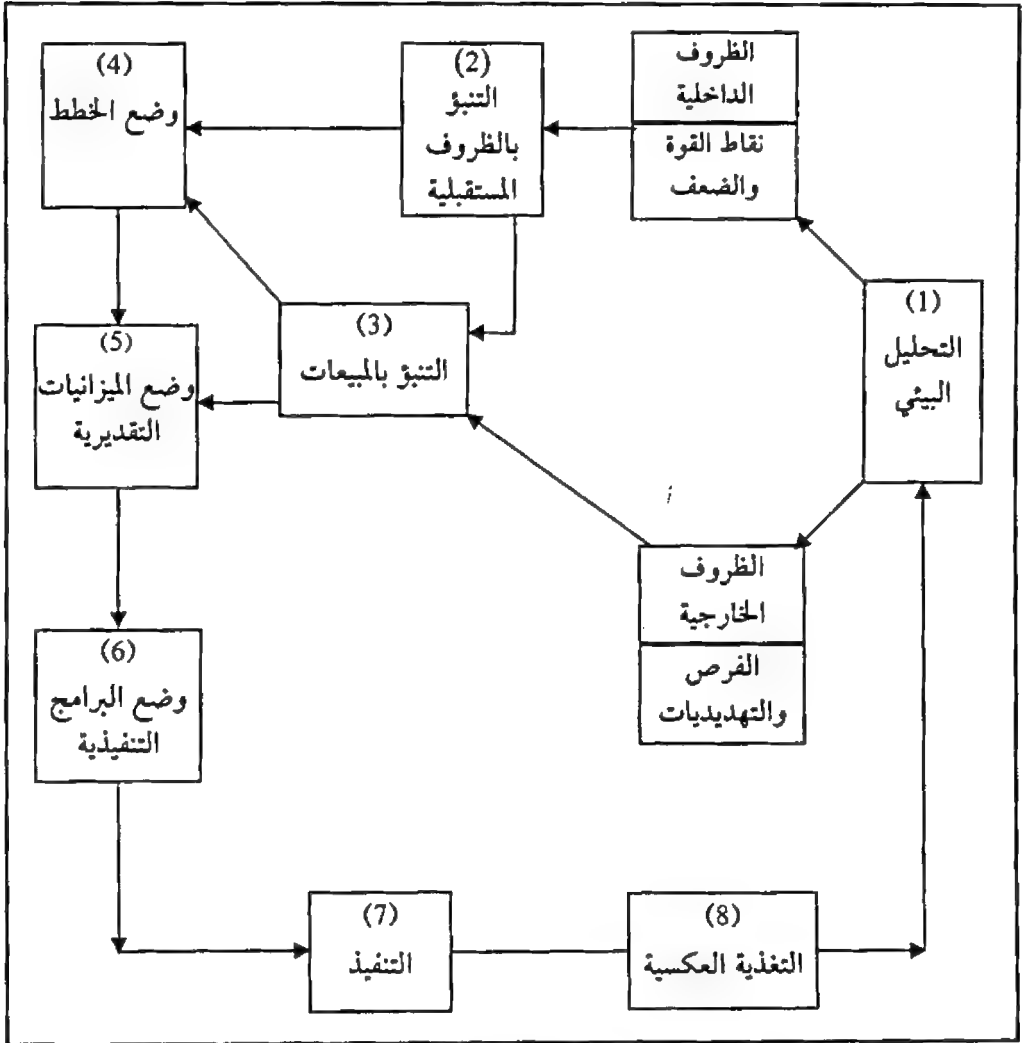 (1)
التحليل
البيئي
الظروف
الداخلية
نقاط القوة
والضعف
الظروف
الخارجية
الفرص
والتهديديات
(2)
التنبؤ
بالظروف
المستقبلية
(3)
التنبؤ بالمبيعات
(4)
وضع الخطط
(5)
وضع الميزانيات
التقديرية
(6)
وضع البرامج
التنفيذية
(7)
التنفيذ
(8)
التغذية العكسية